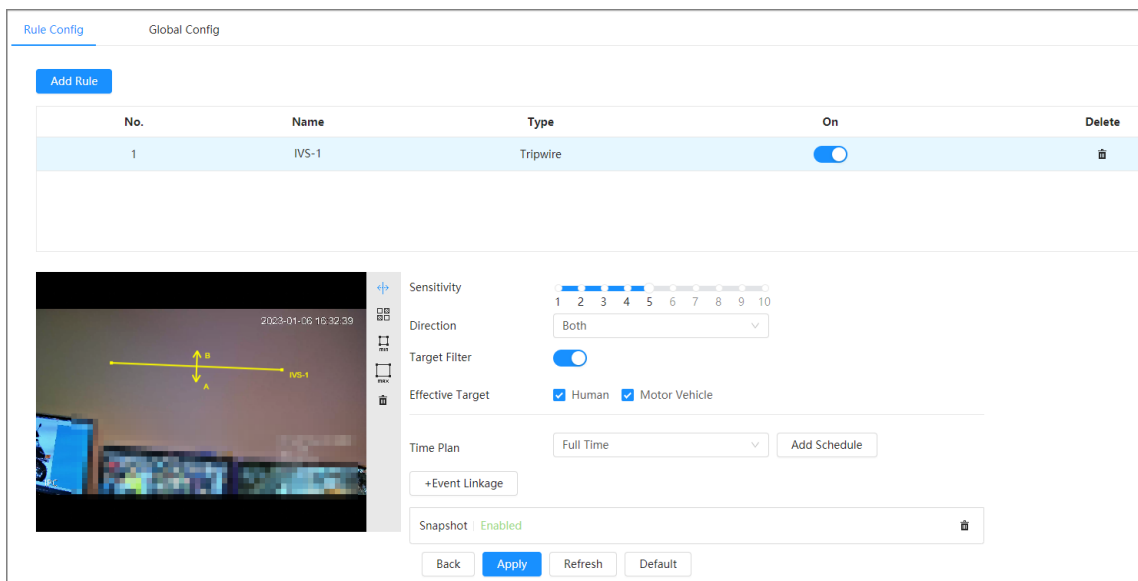 Rule Config Global Config
Add Rule
No. Name Type On Delete
1 IVS-1 Tripwire
2023-01-06 16:32:39
B
A
IVS-1
min
max
Sensitivity
1 2 3 4 5 6 7 8 9 10
Direction Both
Target Filter
Effective Target Human Motor Vehicle
Time Plan Full Time Add Schedule
+Event Linkage
Snapshot Enabled
Back Apply Refresh Default